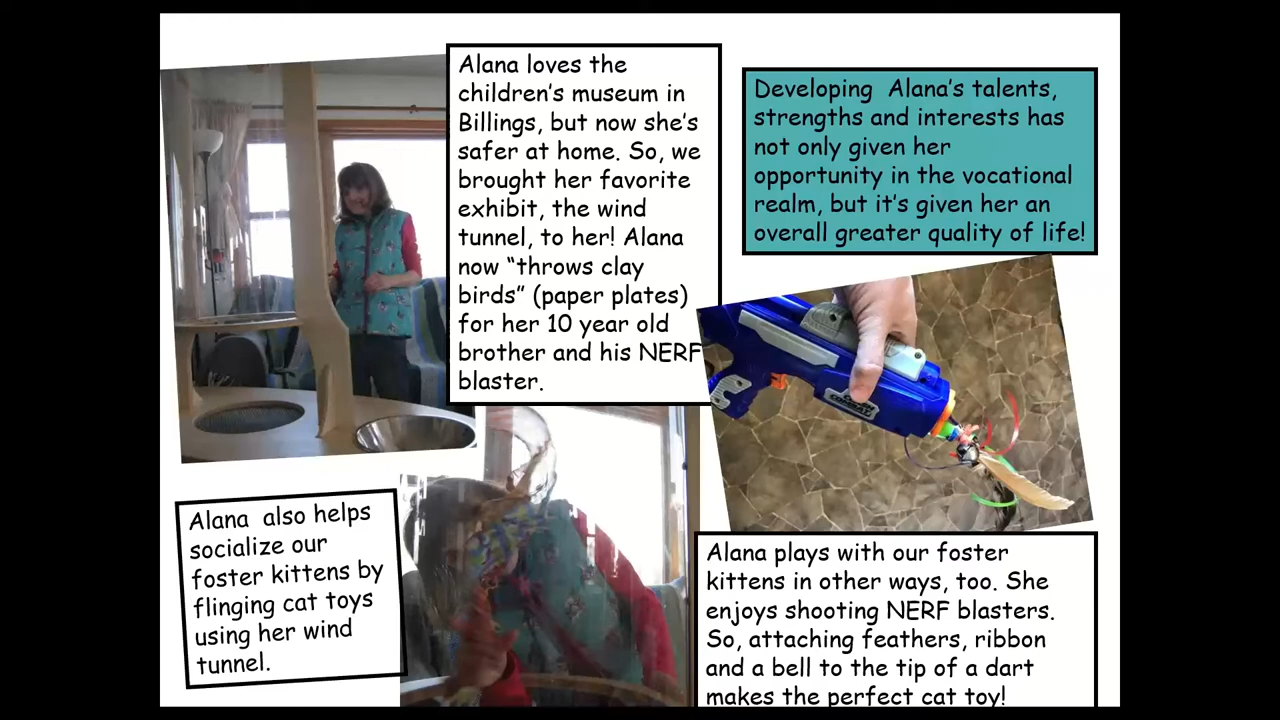 Alana loves the
children's museum in
Billings, but now she's
safer at home. So, we
brought her favorite
exhibit, the wind
tunnel, to her! Alana
now “throws clay
birds” (paper plates)
for her 10 year old
brother and his NERF
blaster.
Developing Alana's talents,
strengths and interests has
not only given her
opportunity in the vocational
realm, but it's given her an
overall greater quality of life!
Alana also helps
socialize our
foster kittens by
flinging cat toys
using her wind
tunnel.
Alana plays with our foster
kittens in other ways, too. She
enjoys shooting NERF blasters.
So, attaching feathers, ribbon
and a bell to the tip of a dart
makes the perfect cat toy!